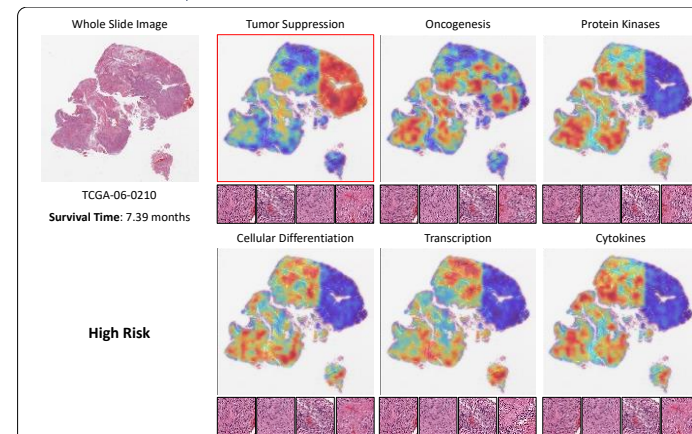 Whole Slide Image
Tumor Suppression
Oncogenesis
Protein Kinases
TCGA-06-0210
Survival Time: 7.39 months
Cellular Differentiation
Transcription
Cytokines
High Risk